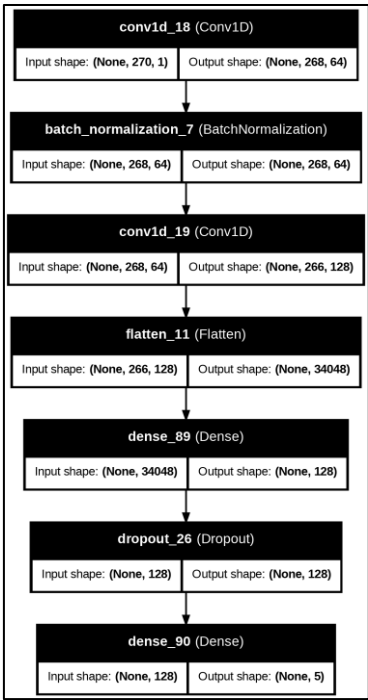 conv1d_18 (Conv1D)
Input shape: (None, 270, 1) Output shape: (None, 268, 64)
batch_normalization_7 (BatchNormalization)
Input shape: (None, 268, 64) Output shape: (None, 268, 64)
conv1d_19 (Conv1D)
Input shape: (None, 268, 64) Output shape: (None, 266, 128)
flatten_11 (Flatten)
Input shape: (None, 266, 128) Output shape: (None, 34048)
dense_89 (Dense)
Input shape: (None, 34048) Output shape: (None, 128)
dropout_26 (Dropout)
Input shape: (None, 128) Output shape: (None, 128)
dense_90 (Dense)
Input shape: (None, 128) Output shape: (None, 5)